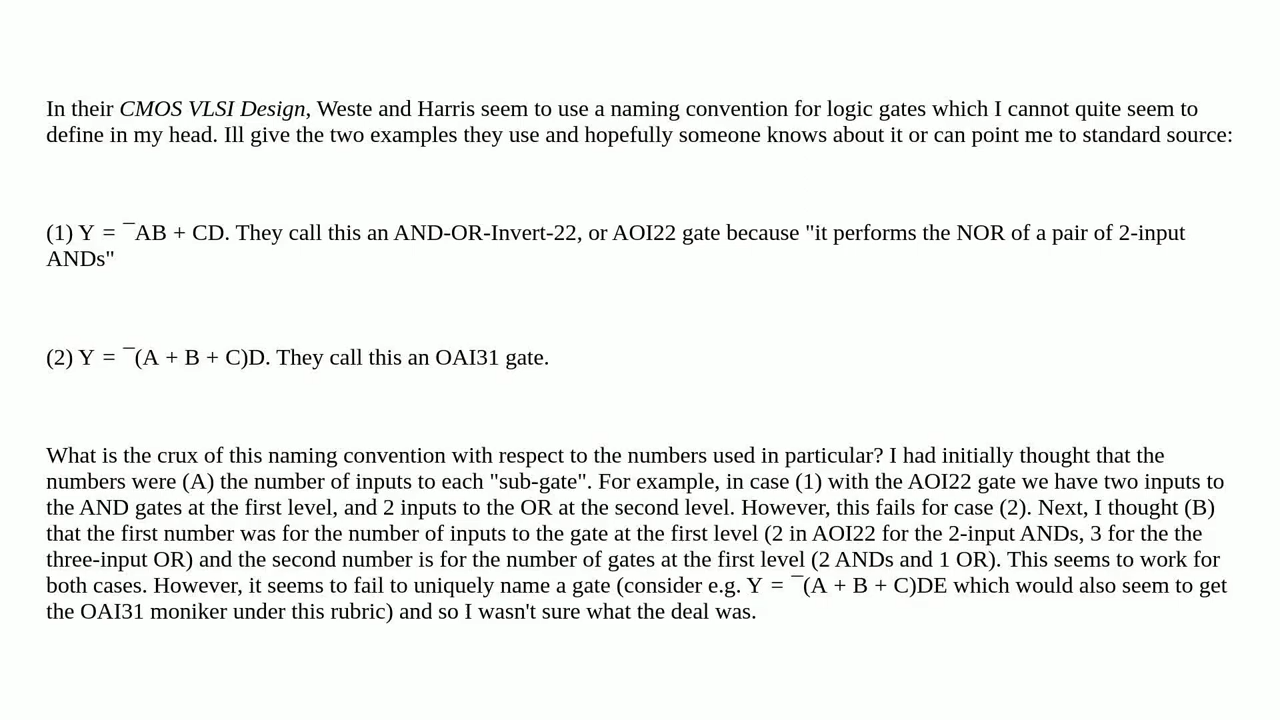 In their CMOS VLSI Design, Weste and Harris seem to use a naming convention for logic gates which I cannot quite seem to
define in my head. Ill give the two examples they use and hopefully someone knows about it or can point me to standard source:
(1) Y = ¯AB + CD. They call this an AND-OR-Invert-22, or AOI22 gate because "it performs the NOR of a pair of 2-input
ANDs"
(2) Y = ¯(A + B + C)D. They call this an OAI31 gate.
What is the crux of this naming convention with respect to the numbers used in particular? I had initially thought that the
numbers were (A) the number of inputs to each "sub-gate". For example, in case (1) with the AOI22 gate we have two inputs to
the AND gates at the first level, and 2 inputs to the OR at the second level. However, this fails for case (2). Next, I thought (B)
that the first number was for the number of inputs to the gate at the first level (2 in AOI22 for the 2-input ANDs, 3 for the the
three-input OR) and the second number is for the number of gates at the first level (2 ANDs and 1 OR). This seems to work for
both cases. However, it seems to fail to uniquely name a gate (consider e.g. Y = ¯(A + B + C)DE which would also seem to get
the OAI31 moniker under this rubric) and so I wasn't sure what the deal was.